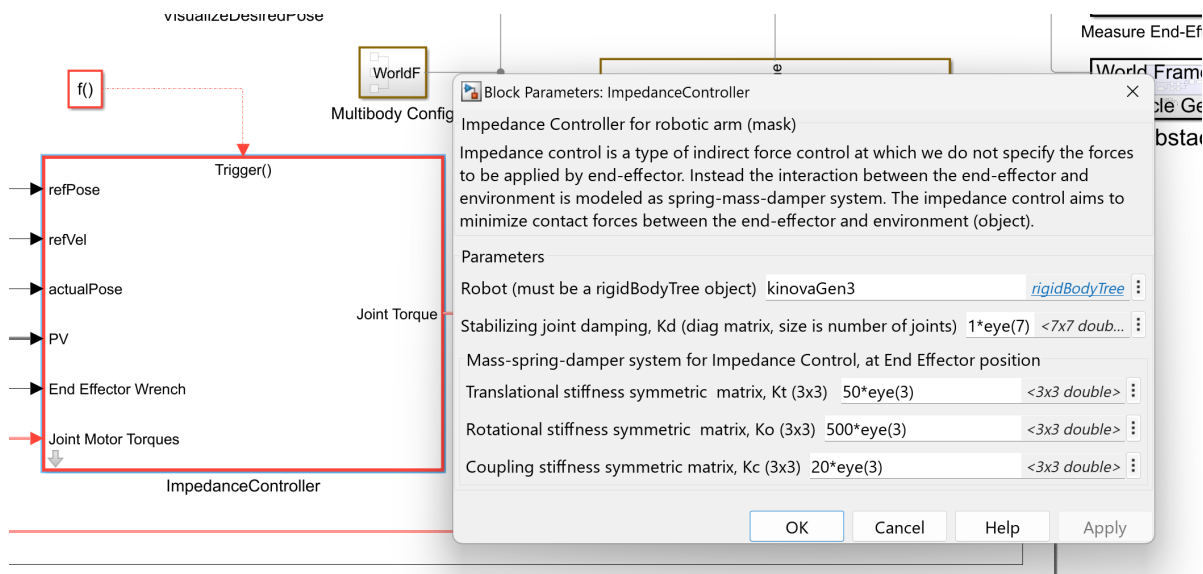 VisualizeDesiredPose
Measure End-Ef
f()
WorldF
Multibody Config
World Frame
Block Parameters: ImpedanceController
Impedance Controller for robotic arm (mask)
Impedance control is a type of indirect force control at which we do not specify the forces
to be applied by end-effector. Instead the interaction between the end-effector and
environment is modeled as spring-mass-damper system. The impedance control aims to
minimize contact forces between the end-effector and environment (object).
Parameters
Robot (must be a rigidBodyTree object) kinovaGen3 rigidBodyTree
Stabilizing joint damping, Kd (diag matrix, size is number of joints) 1*eye(7) <7x7 doub...
Mass-spring-damper system for Impedance Control, at End Effector position
Translational stiffness symmetric matrix, Kt (3x3) 50*eye(3) <3x3 double>
Rotational stiffness symmetric matrix, Ko (3x3) 500*eye(3) <3x3 double>
Coupling stiffness symmetric matrix, Kc (3x3) 20*eye(3) <3x3 double>
OK Cancel Help Apply
cle Ge
bstac
Trigger()
refPose
refVel
actualPose
PV
End Effector Wrench
Joint Motor Torques
Joint Torque
ImpedanceController